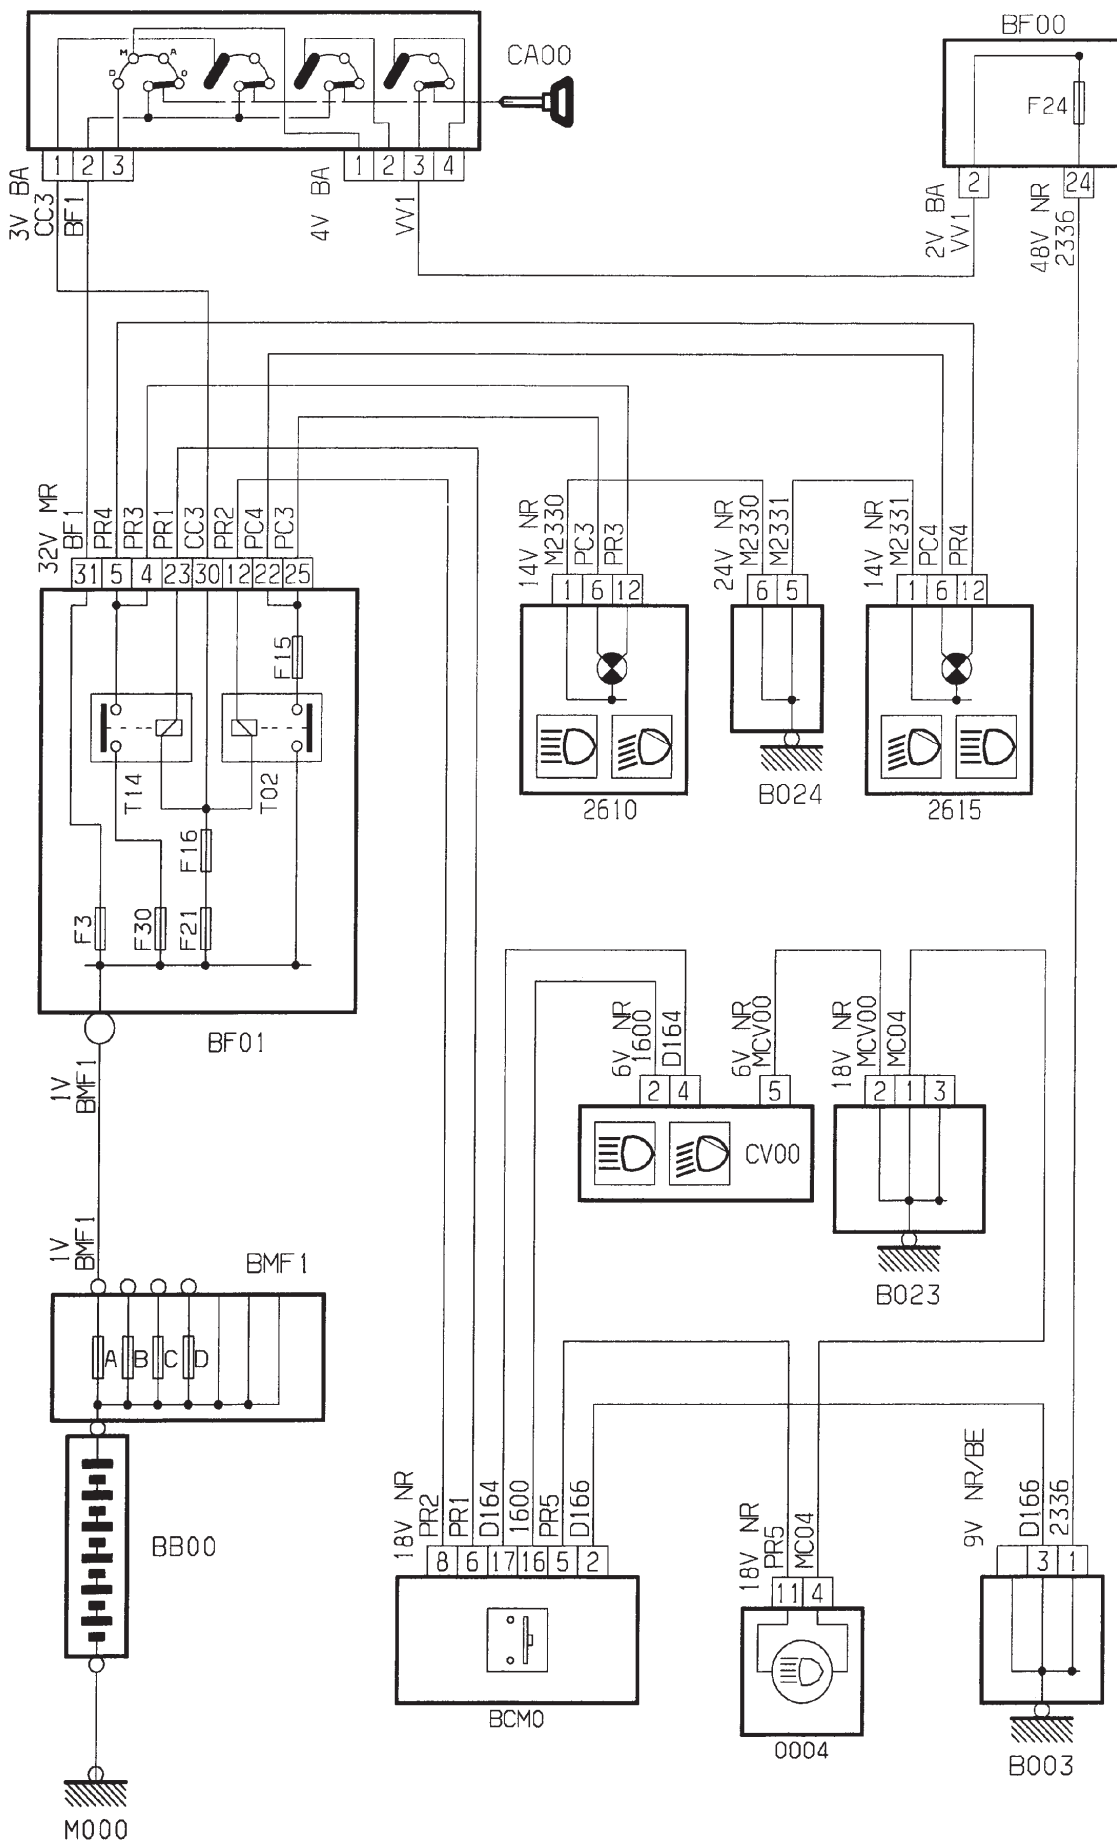 CA00
M A
D O
1 2 3
1 2 3 4
3V BA
CC3
BF1
4V BA
VV1
BF00
F24
2 24
2V BA
VV1
48V NR
2336
32V MR
BF1
PR4
PR3
PR1
CC3
PR2
PC4
PC3
31 5 4 23 30 12 22 25
F15
T14
T02
F16
F3
F30
F21
BF01
14V NR
M2330
PC3
PR3
1 6 12
2610
24V NR
M2330
M2331
6 5
B024
14V NR
M2331
PC4
PR4
1 6 12
2615
1V
BMF1
1V
BMF1
BMF1
A B C D
BB00
M000
6V NR
1600
D164
2 4
6V NR
MCV00
5
CV00
18V NR
MCV00
MC04
2 1 3
B023
18V NR
PR2
PR1
D164
1600
PR5
D166
8 6 17 16 5 2
BCM0
18V NR
PR5
MC04
11 4
0004
9V NR/BE
D166
2336
3 1
B003